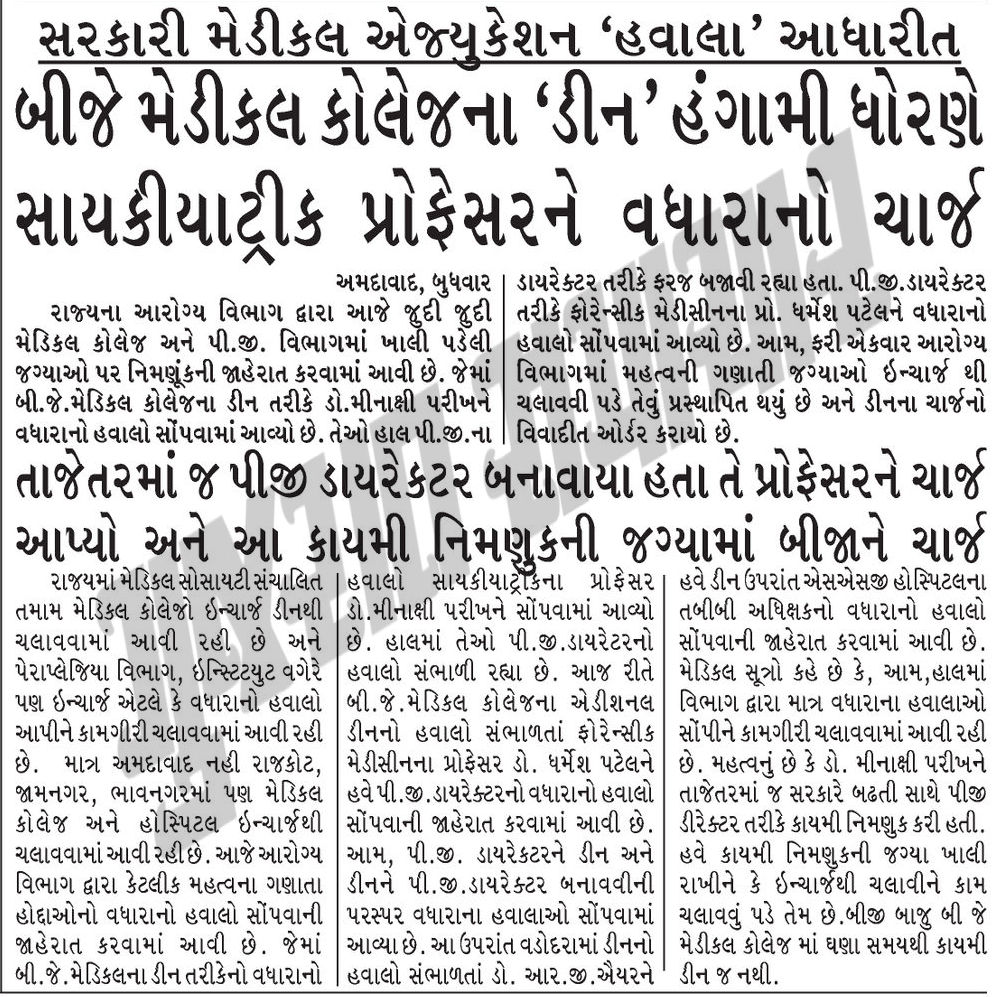 સરકારી મેડીકલ એજ્યુકેશન ‘હવાલા’ આધારીત
બીજે મેડીકલ કોલેજના ‘ડીન’ હંગામી ધોરણે
સાયકીયાટ્રીક પ્રોફેસરને વધારાનો ચાર્જ
અમદાવાદ, બુધવાર
રાજ્યના આરોગ્ય વિભાગ દ્વારા આજે જુદી જુદી
મેડિકલ કોલેજ અને પી.જી. વિભાગમાં ખાલી પડેલી
જગ્યાઓ પર નિમણૂંકની જાહેરાત કરવામાં આવી છે. જેમાં
બી.જે.મેડિકલ કોલેજના ડીન તરીકે ડો.મીનાક્ષી પરીખને
વધારાનો હવાલો સોંપવામાં આવ્યો છે. તેઓ હાલ પી.જી.ના
ડાયરેક્ટર તરીકે ફરજ બજાવી રહ્યા હતા. પી.જી.ડાયરેક્ટર
તરીકે ફોરેન્સીક મેડીસીનના પ્રો. ધર્મેશ પટેલને વધારાનો
હવાલો સોંપવામાં આવ્યો છે. આમ, ફરી એકવાર આરોગ્ય
વિભાગમાં મહત્વની ગણાતી જગ્યાઓ ઇન્ચાર્જ થી
ચલાવવી પડે તેવું પ્રસ્થાપિત થયું છે અને ડીનના ચાર્જનો
વિવાદીત ઓર્ડર કરાયો છે.
તાજેતરમાં જ પીજી ડાયરેક્ટર બનાવાયા હતા તે પ્રોફેસરને ચાર્જ
આપ્યો અને આ કાયમી નિમણુકની જગ્યામાં બીજાને ચાર્જ
રાજયમાં મેડિકલ સોસાયટી સંચાલિત
તમામ મેડિકલ કોલેજો ઇન્ચાર્જ ડીનથી
ચલાવવામાં આવી રહી છે અને
પેરાપ્લેજિયા વિભાગ, ઇન્સ્ટિટયુટ વગેરે
પણ ઇન્ચાર્જ એટલે કે વધારાનો હવાલો
આપીને કામગીરી ચલાવવામાં આવી રહી
છે. માત્ર અમદાવાદ નહી રાજકોટ,
જામનગર, ભાવનગરમાં પણ મેડિકલ
કોલેજ અને હોસ્પિટલ ઇન્ચાર્જથી
ચલાવવામાં આવી રહી છે. આજે આરોગ્ય
વિભાગ દ્વારા કેટલીક મહત્વના ગણાતા
હોદ્દાઓનો વધારાનો હવાલો સોંપવાની
જાહેરાત કરવામાં આવી છે. જેમાં
બી.જે.મેડિકલના ડીન તરીકેનો વધારાનો
હવાલો સાયકીયાટ્રીકના પ્રોફેસર
ડો.મીનાક્ષી પરીખને સોંપવામાં આવ્યો
છે. હાલમાં તેઓ પી.જી.ડાયરેટરનો
હવાલો સંભાળી રહ્યા છે. આજ રીતે
બી.જે.મેડિકલ કોલેજના એડીશનલ
ડીનનો હવાલો સંભાળતાં ફોરેન્સીક
મેડીસીનના પ્રોફેસર ડો. ધર્મેશ પટેલને
હવે પી.જી.ડાયરેક્ટરનો વધારાનો હવાલો
સોંપવાની જાહેરાત કરવામાં આવી છે.
આમ, પી.જી. ડાયરેકટરને ડીન અને
ડીનને પી.જી.ડાયરેક્ટર બનાવવીની
પરસ્પર વધારાના હવાલાઓ સોંપવામાં
આવ્યા છે. આ ઉપરાંત વડોદરામાં ડીનનો
હવાલો સંભાળતાં ડો. આર.જી.ઐયરને
હવે ડીન ઉપરાંત એસએસજી હોસ્પિટલના
તબીબી અધિક્ષકનો વધારાનો હવાલો
સોંપવાની જાહેરાત કરવામાં આવી છે.
મેડિકલ સૂત્રો કહે છે કે, આમ,હાલમાં
વિભાગ દ્વારા માત્ર વધારાના હવાલાઓ
સોંપીને કામગીરી ચલાવવામાં આવી રહી
છે. મહત્વનું છે કે ડો. મીનાક્ષી પરીખને
તાજેતરમાં જ સરકારે બઢતી સાથે પીજી
ડીરેક્ટર તરીકે કાયમી નિમણુક કરી હતી.
હવે કાયમી નિમણુકની જગ્યા ખાલી
રાખીને કે ઇન્ચાર્જથી ચલાવીને કામ
ચલાવવું પડે તેમ છે.બીજી બાજુ બી જે
મેડીકલ કોલેજ માં ઘણા સમયથી કાયમી
ડીન જ નથી.
ગુજરાત સમાચાર